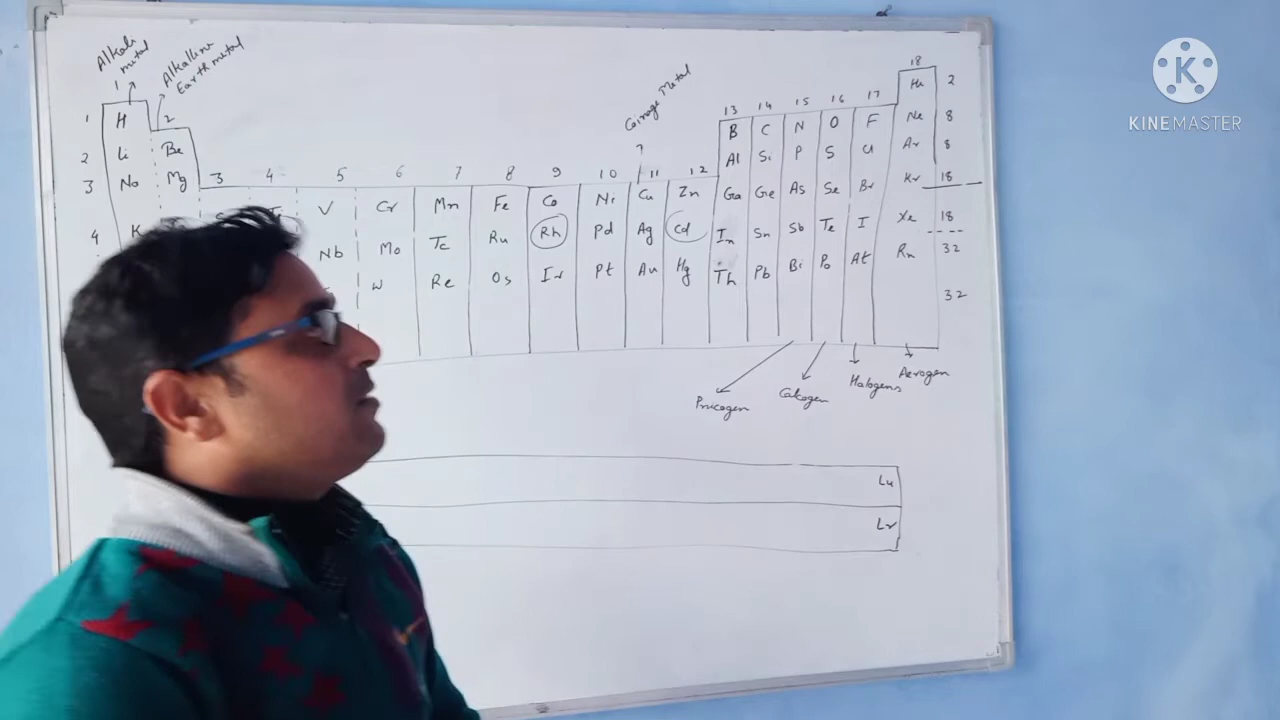 Alkali metal
Alkaline Earth metal
Coinage Metal
K
KINEMASTER
1 2 3 4 5 6 7 8 9 10 11 12 13 14 15 16 17 18
1 H He 2
2 Li Be B C N O F Ne 8
3 Na Mg Al Si P S Cl Ar 8
4 K V Cr Mn Fe Co Ni Cu Zn Ga Ge As Se Br Kr 18
Nb Mo Tc Ru Rh Pd Ag Cd In Sn Sb Te I Xe 18
W Re Os Ir Pt Au Hg Th Pb Bi Po At Rn 32
32
Pnicogen Calcogen Halogens Aerogen
Lu
Lr